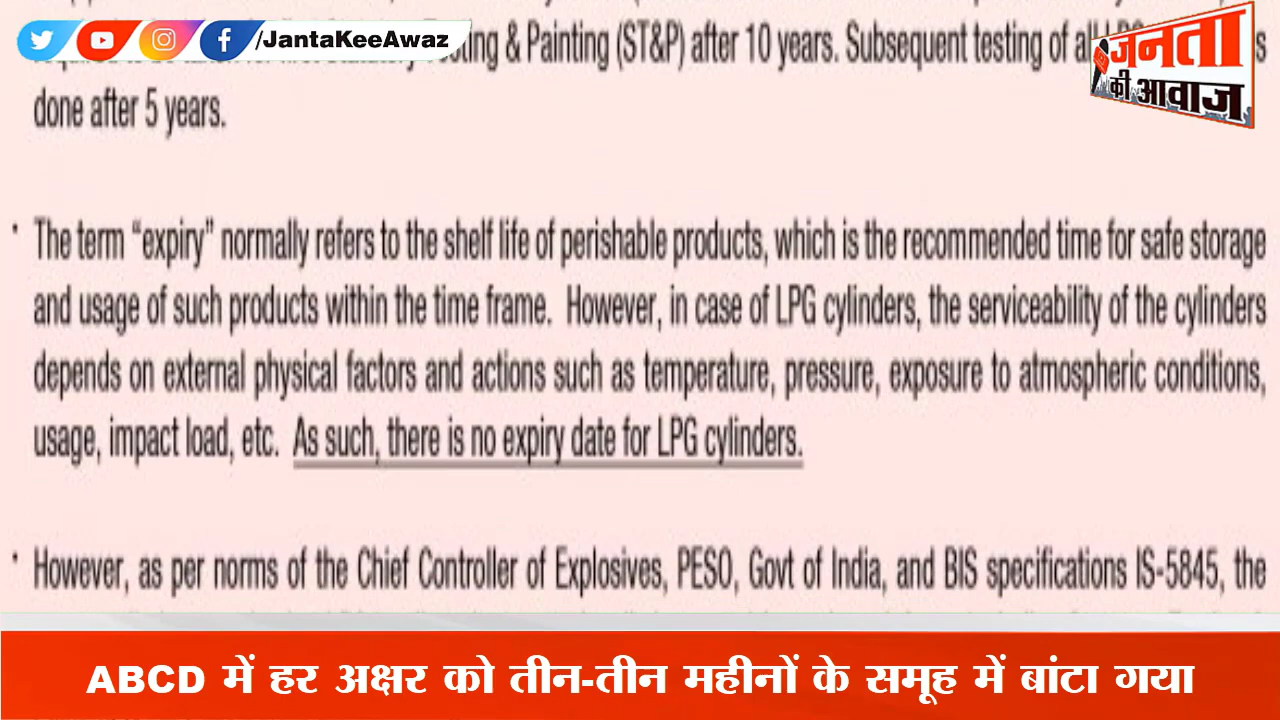 /JantaKeeAwaz
ting & Painting (ST&P) after 10 years. Subsequent testing of all
जनता
की आवाज
done after 5 years.
· The term “expiry” normally refers to the shelf life of perishable products, which is the recommended time for safe storage
and usage of such products within the time frame. However, in case of LPG cylinders, the serviceability of the cylinders
depends on external physical factors and actions such as temperature, pressure, exposure to atmospheric conditions,
usage, impact load, etc. As such, there is no expiry date for LPG cylinders.
· However, as per norms of the Chief Controller of Explosives, PESO, Govt of India, and BIS specifications IS-5845, the
ABCD में हर अक्षर को तीन-तीन महीनों के समूह में बांटा गया